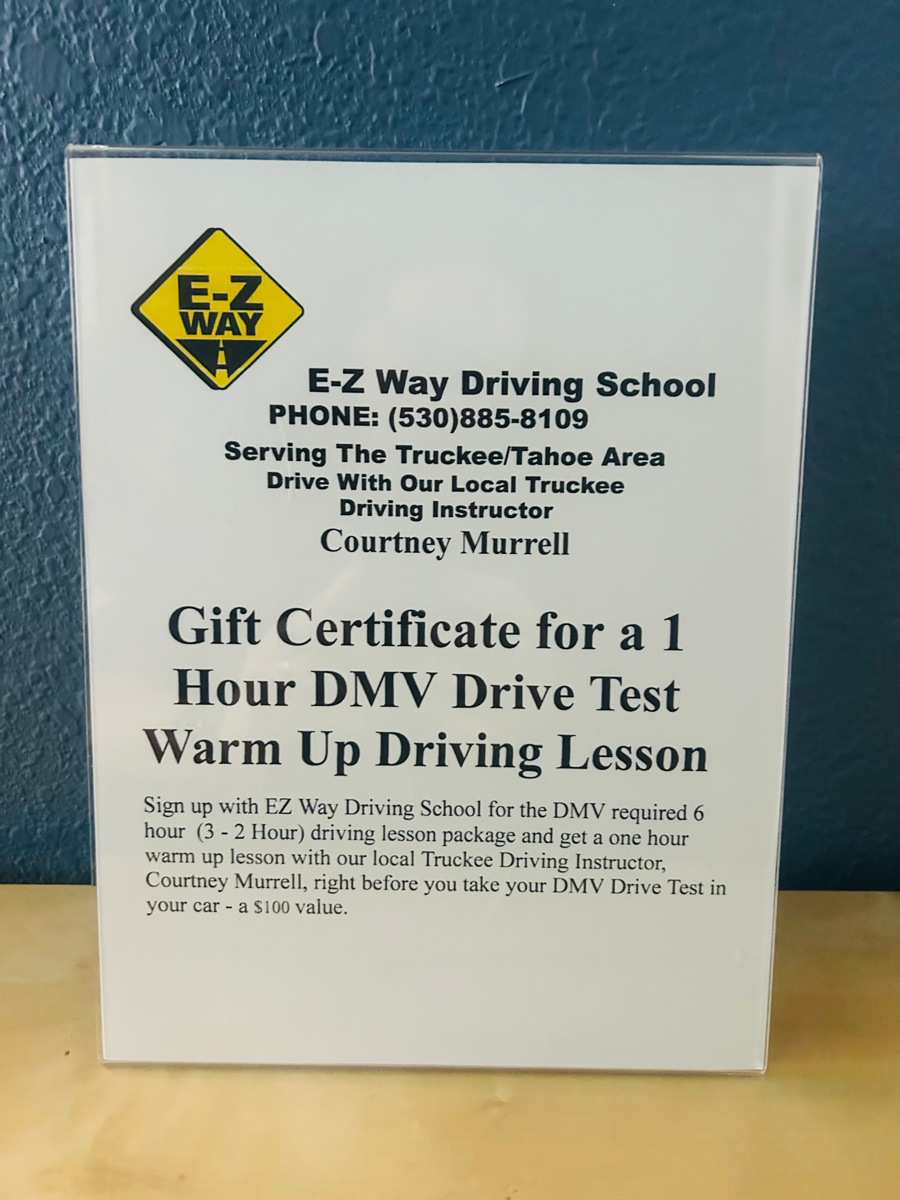 E-Z
WAY
E-Z Way Driving School
PHONE: (530)885-8109
Serving The Truckee/Tahoe Area
Drive With Our Local Truckee
Driving Instructor
Courtney Murrell
Gift Certificate for a 1
Hour DMV Drive Test
Warm Up Driving Lesson
Sign up with EZ Way Driving School for the DMV required 6
hour (3 - 2 Hour) driving lesson package and get a one hour
warm up lesson with our local Truckee Driving Instructor,
Courtney Murrell, right before you take your DMV Drive Test in
your car - a $100 value.